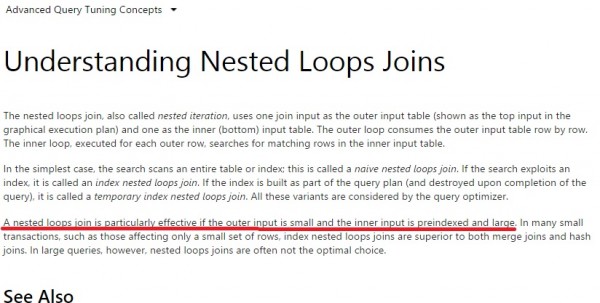 Advanced Query Tuning Concepts
Understanding Nested Loops Joins
The nested loops join, also called nested iteration, uses one join input as the outer input table (shown as the top input in the
graphical execution plan) and one as the inner (bottom) input table. The outer loop consumes the outer input table row by row.
The inner loop, executed for each outer row, searches for matching rows in the inner input table.
In the simplest case, the search scans an entire table or index; this is called a naive nested loops join. If the search exploits an
index, it is called an index nested loops join. If the index is built as part of the query plan (and destroyed upon completion of the
query), it is called a temporary index nested loops join. All these variants are considered by the query optimizer.
A nested loops join is particularly effective if the outer input is small and the inner input is preindexed and large. In many small
transactions, such as those affecting only a small set of rows, index nested loops joins are superior to both merge joins and hash
joins. In large queries, however, nested loops joins are often not the optimal choice.
See Also